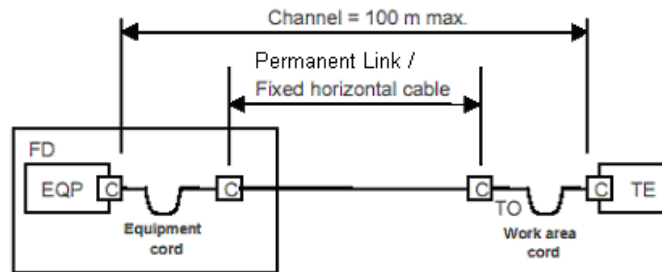 Channel = 100 m max.
Permanent Link /
Fixed horizontal cable
FD
EQP
C
C
C
C
TE
TO
Equipment
cord
Work area
cord